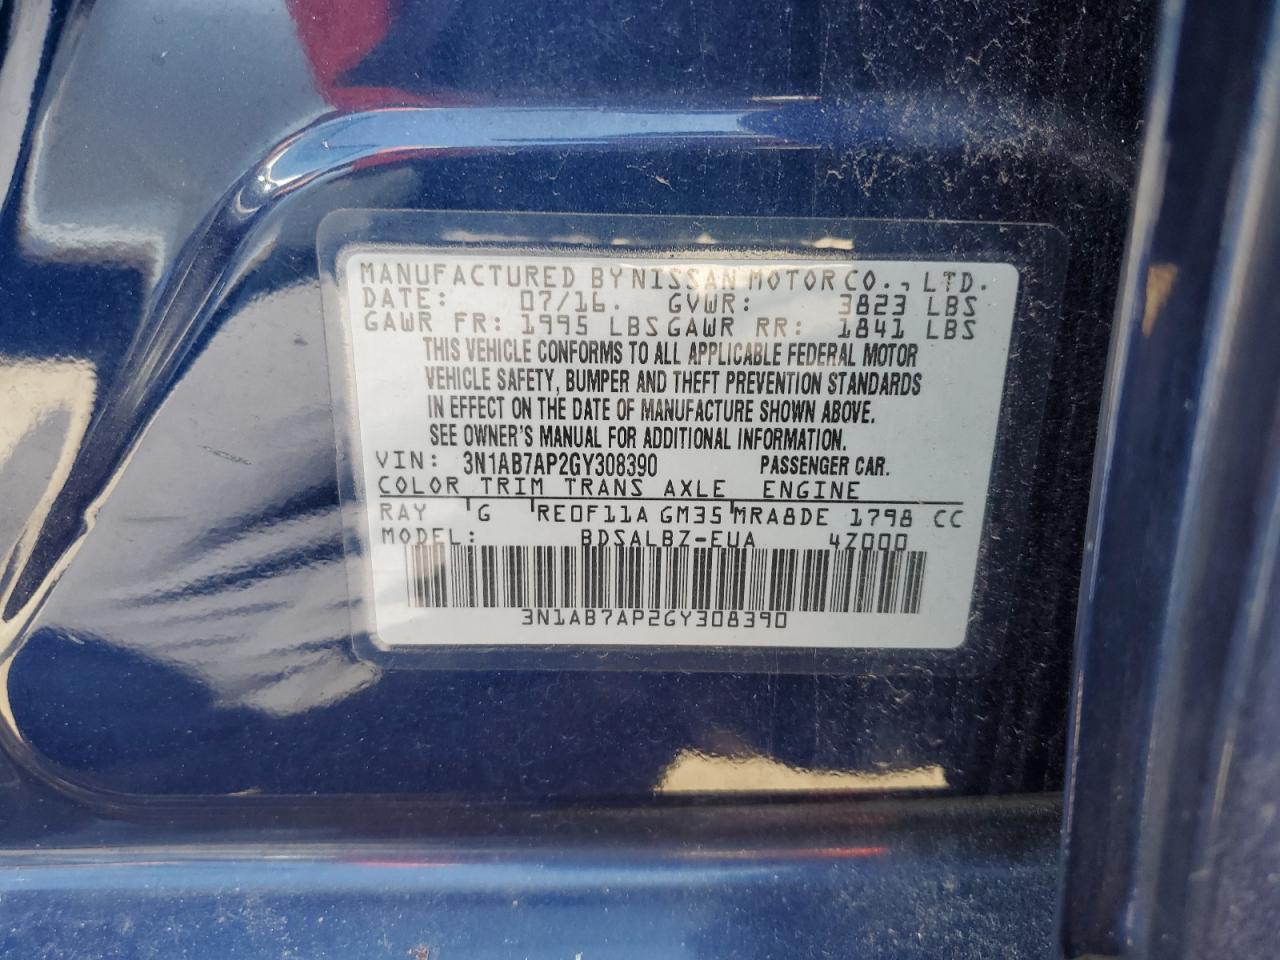 MANUFACTURED BY NISSAN MOTOR CO., LTD.
DATE: 07/16. GVWR: 3823 LBS
GAWR FR: 1995 LBS GAWR RR: 1841 LBS
THIS VEHICLE CONFORMS TO ALL APPLICABLE FEDERAL MOTOR
VEHICLE SAFETY, BUMPER AND THEFT PREVENTION STANDARDS
IN EFFECT ON THE DATE OF MANUFACTURE SHOWN ABOVE.
SEE OWNER'S MANUAL FOR ADDITIONAL INFORMATION.
VIN: 3N1AB7AP2GY308390 PASSENGER CAR.
COLOR TRIM TRANS AXLE ENGINE
RAY G RE0F11A GM35 MRA8DE 1798 CC
MODEL: BDSALBZ-EUA 47000
3N1AB7AP2GY308390